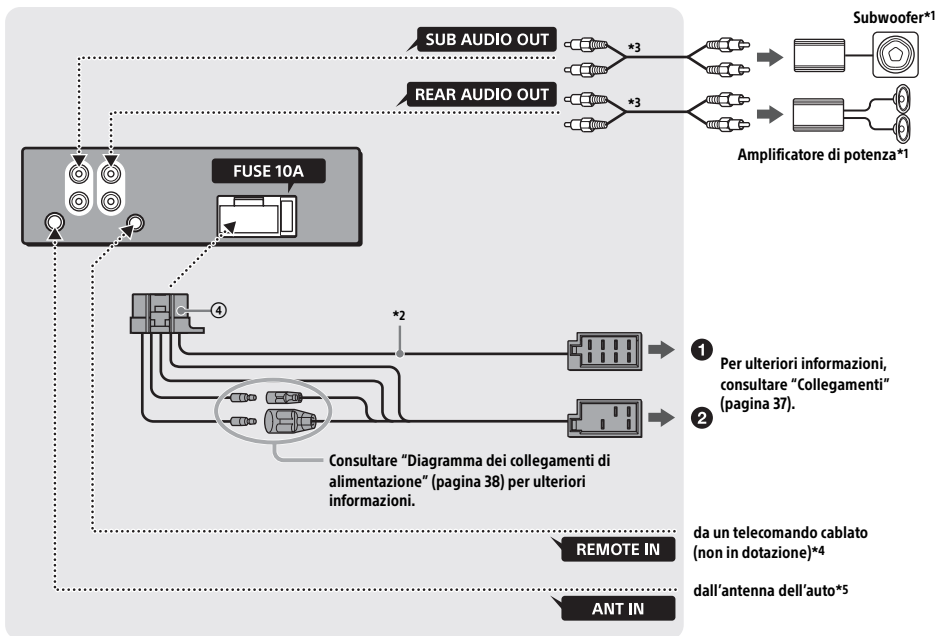 Subwoofer*1
SUB AUDIO OUT
*3
REAR AUDIO OUT
*3
Amplificatore di potenza*1
FUSE 10A
④
*2
❶
Per ulteriori informazioni,
consultare “Collegamenti”
(pagina 37).
❷
Consultare “Diagramma dei collegamenti di
alimentazione” (pagina 38) per ulteriori
informazioni.
da un telecomando cablato
(non in dotazione)*4
REMOTE IN
dall'antenna dell'auto*5
ANT IN